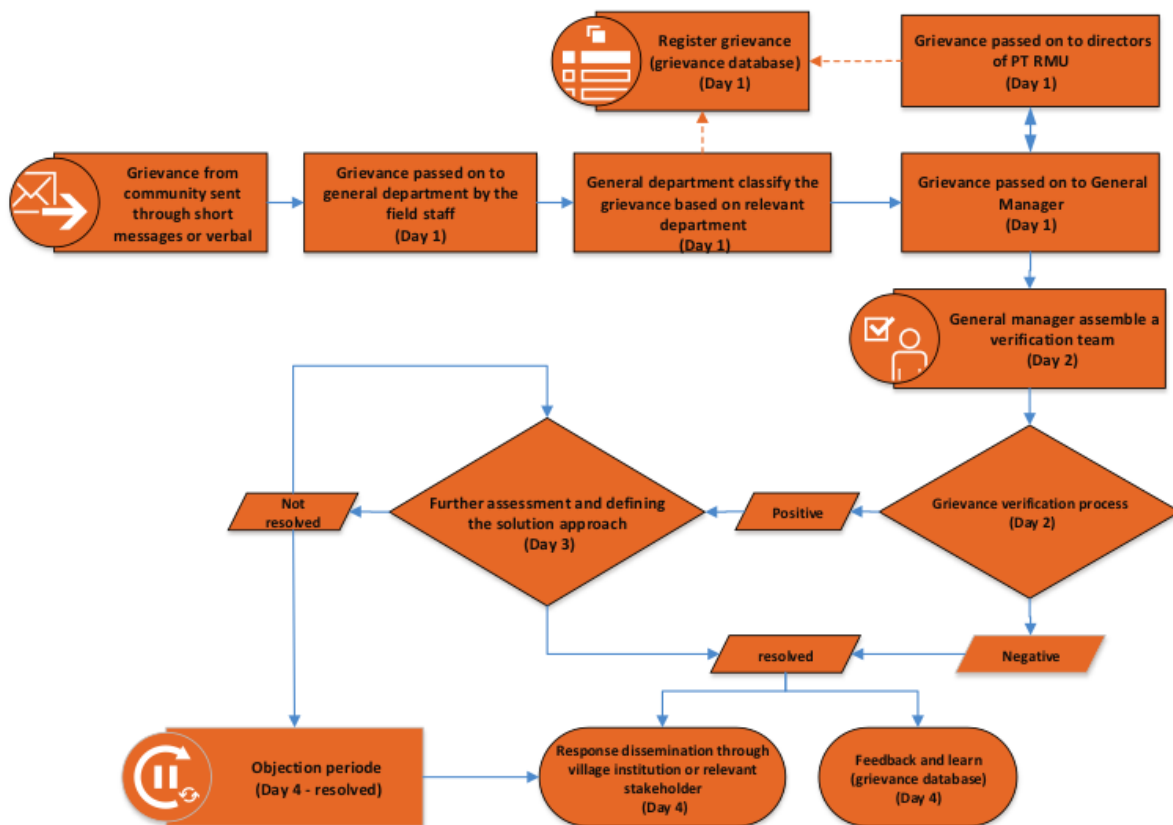 Register grievance
(grievance database)
(Day 1)
Grievance passed on to directors
of PT RMU
(Day 1)
Grievance from
community sent
through short
messages or verbal
Grievance passed on to
general department by the
field staff
(Day 1)
General department classify the
grievance based on relevant
department
(Day 1)
Grievance passed on to General
Manager
(Day 1)
General manager assemble a
verification team
(Day 2)
Not
resolved
Further assessment and defining
the solution approach
(Day 3)
Positive
Grievance verification process
(Day 2)
resolved
Negative
Objection periode
(Day 4 - resolved)
Response dissemination through
village institution or relevant
stakeholder
(Day 4)
Feedback and learn
(grievance database)
(Day 4)